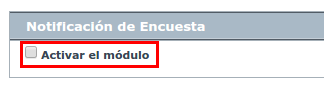 Notificación de Encuesta
Activar el módulo